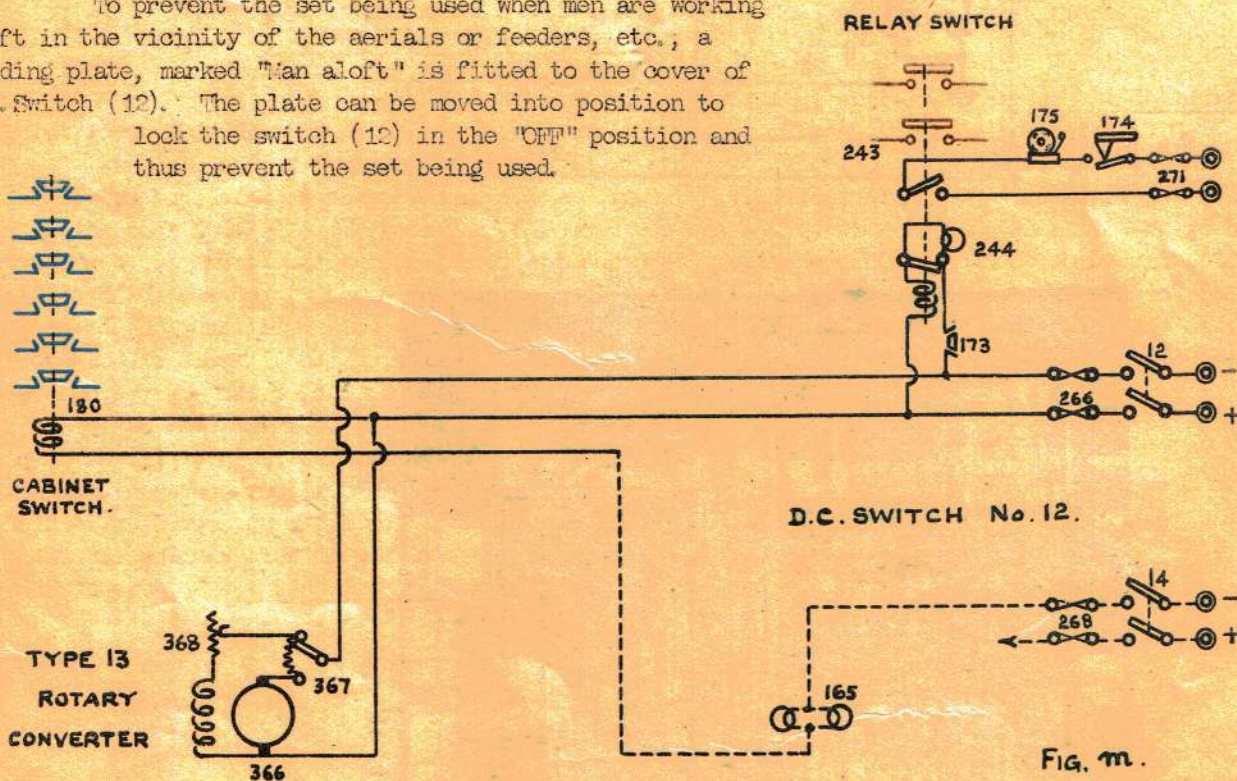 To prevent the set being used when men are working
ft in the vicinity of the aerials or feeders, etc., a
ding plate, marked "Man aloft" is fitted to the cover of
. Switch (12). The plate can be moved into position to
lock the switch (12) in the "OFF" position and
thus prevent the set being used.
RELAY SWITCH
243
175
174
271
244
173
12
-
266
+
180
CABINET
SWITCH.
D.C. SWITCH No. 12.
14
-
268
+
165
368
367
366
TYPE 13
ROTARY
CONVERTER
FIG. m.